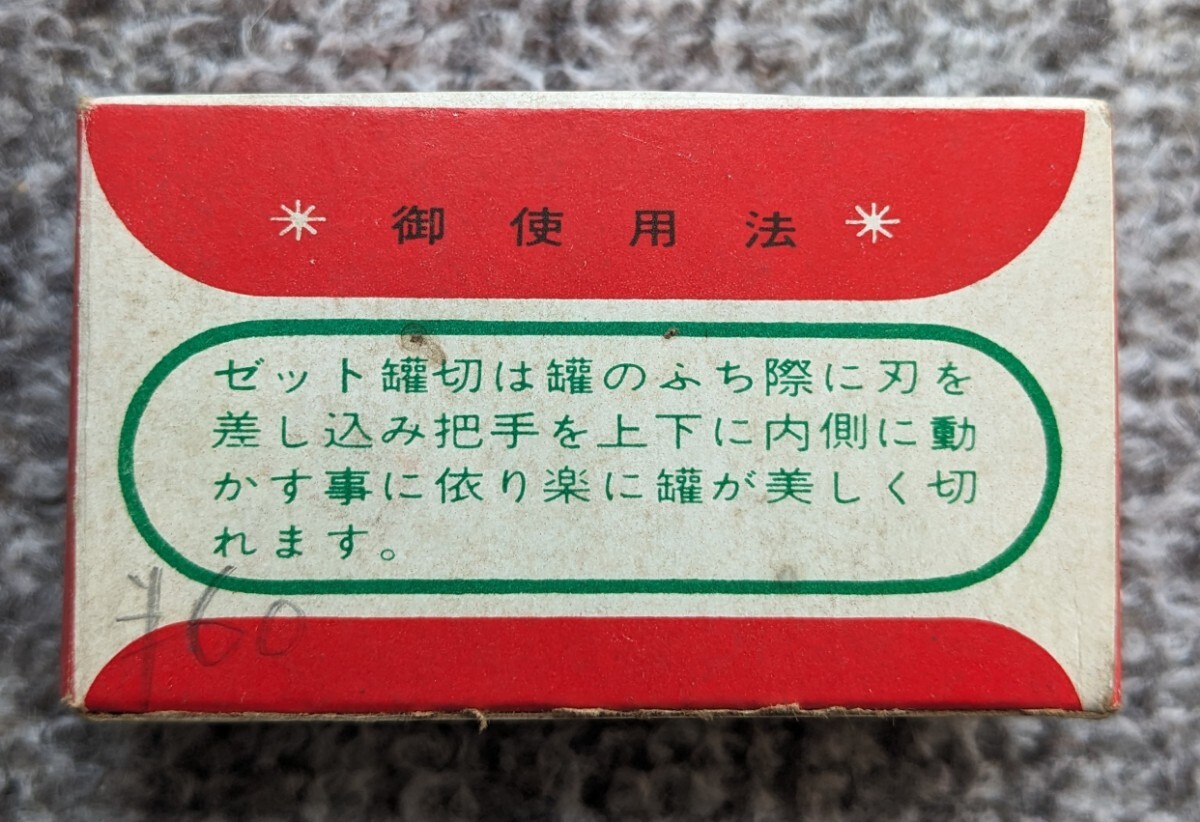 御使用法
ゼット罐切は罐のふち際に刃を
差し込み把手を上下に内側に動
かす事に依り楽に罐が美しく切
れます。
¥60